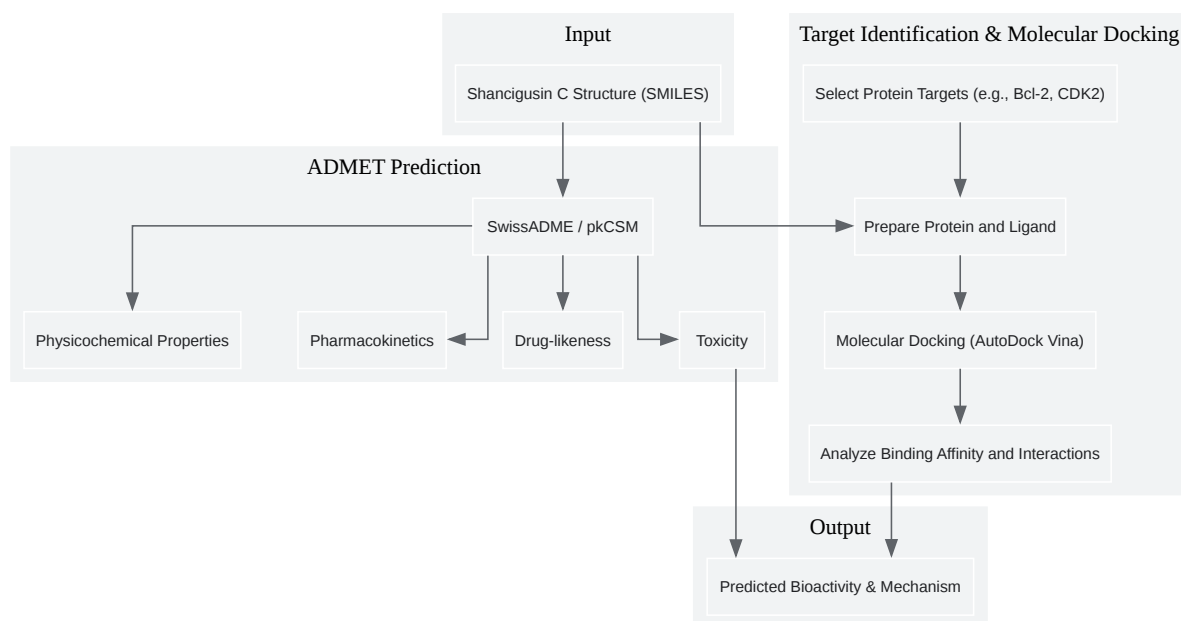 Input
Shancigusin C Structure (SMILES)
Target Identification & Molecular Docking
Select Protein Targets (e.g., Bcl-2, CDK2)
ADMET Prediction
SwissADME / pkCSM
Prepare Protein and Ligand
Physicochemical Properties
Pharmacokinetics
Drug-likeness
Toxicity
Molecular Docking (AutoDock Vina)
Analyze Binding Affinity and Interactions
Output
Predicted Bioactivity & Mechanism